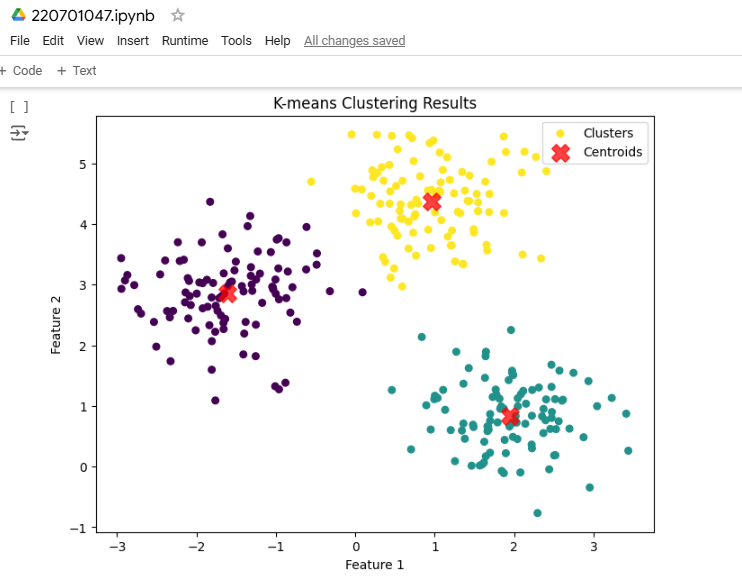 220701047.ipynb
File Edit View Insert Runtime Tools Help All changes saved
+ Code + Text
[ ]
K-means Clustering Results
Clusters
Centroids
5
4
3
2
1
0
−1
Feature 2
−3 −2 −1 0 1 2 3
Feature 1